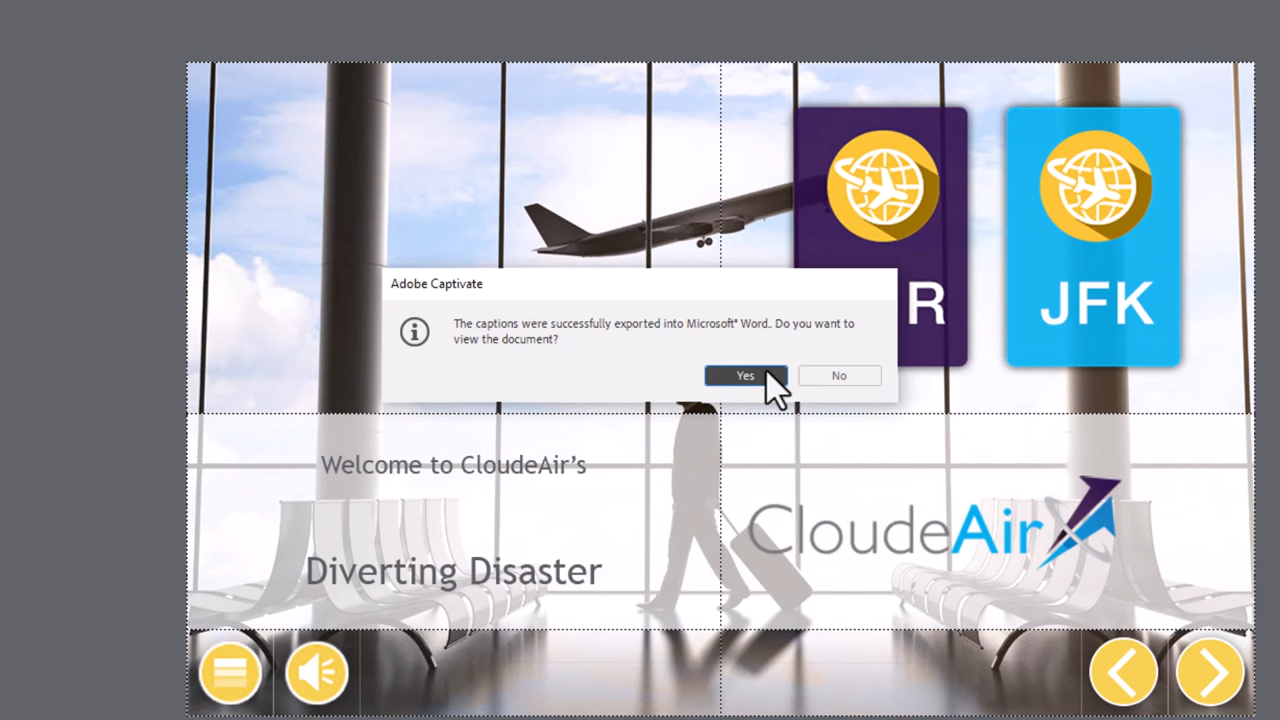 R
JFK
Adobe Captivate
The captions were successfully exported into Microsoft® Word.. Do you want to
view the document?
Yes
No
Welcome to CloudeAir’s
CloudeAir
Diverting Disaster